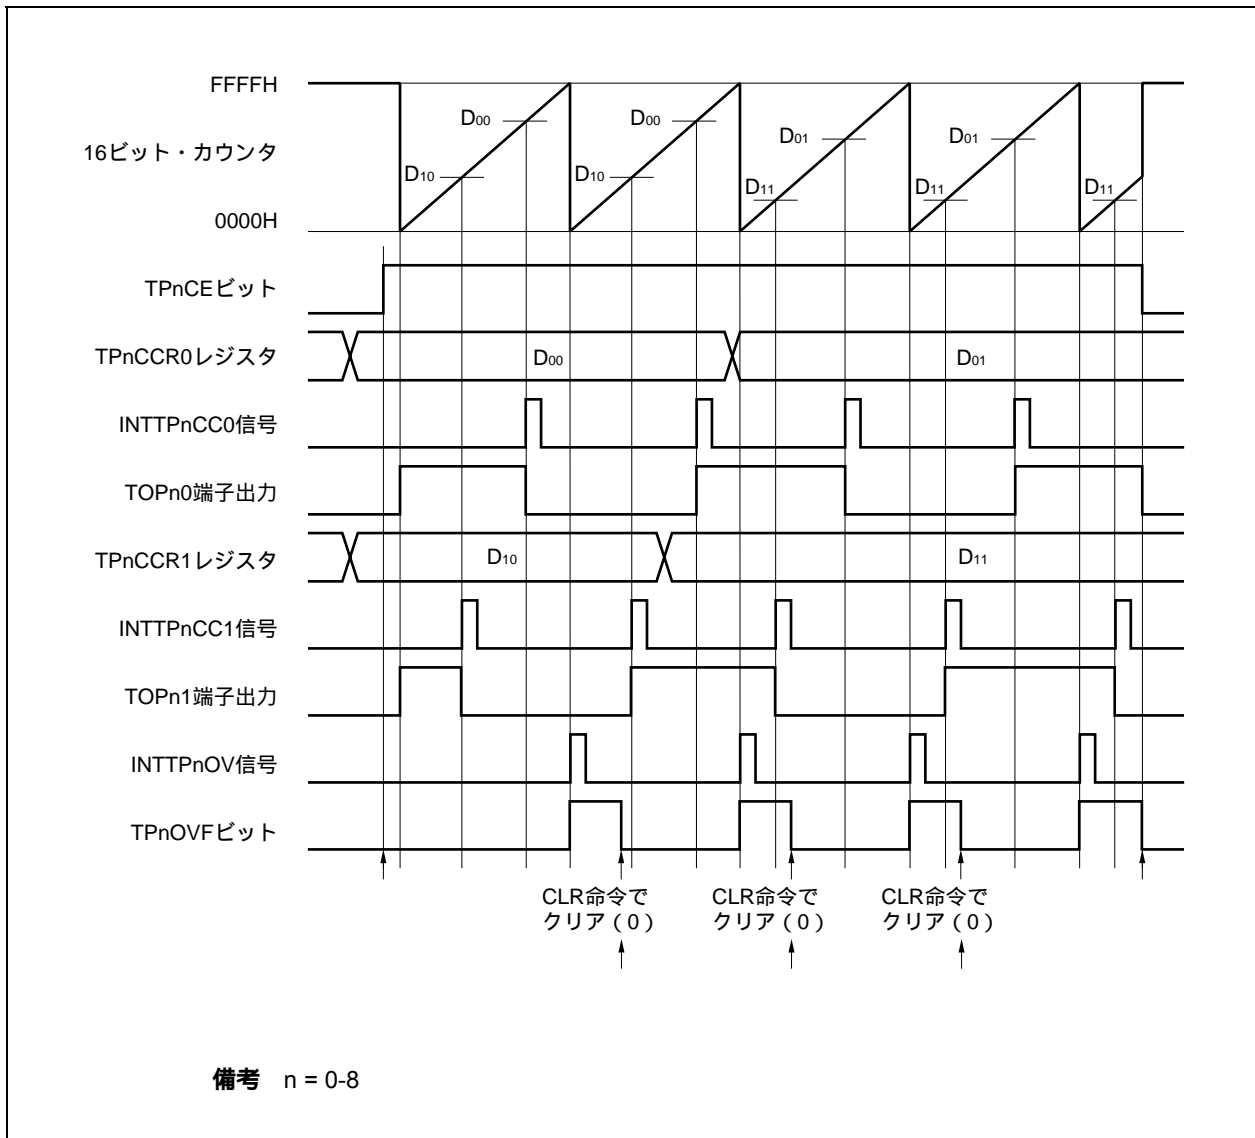 FFFFH
D00 D00 D01 D01
16ビット・カウンタ
D10 D10 D11 D11 D11
0000H
TPnCEビット
TPnCCR0レジスタ D00 D01
INTTPnCC0信号
TOPn0端子出力
TPnCCR1レジスタ D10 D11
INTTPnCC1信号
TOPn1端子出力
INTTPnOV信号
TPnOVFビット
CLR命令で
クリア(0)
CLR命令で
クリア(0)
CLR命令で
クリア(0)
備考 n = 0-8